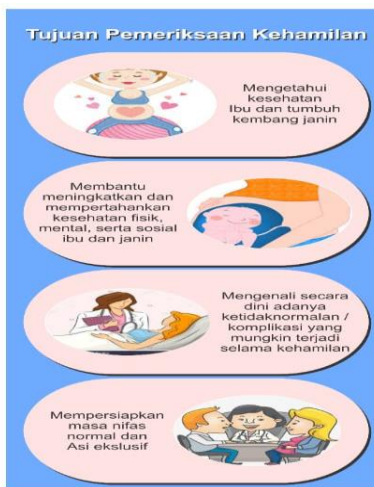 Tujuan Pemeriksaan Kehamilan
Mengetahui
kesehatan
Ibu dan tumbuh
kembang janin
Membantu
meningkatkan dan
mempertahankan
kesehatan fisik,
mental, serta sosial
ibu dan janin
Mengenali secara
dini adanya
ketidaknormalan /
komplikasi yang
mungkin terjadi
selama kehamilan
Mempersiapkan
masa nifas
normal dan
Asi ekslusif